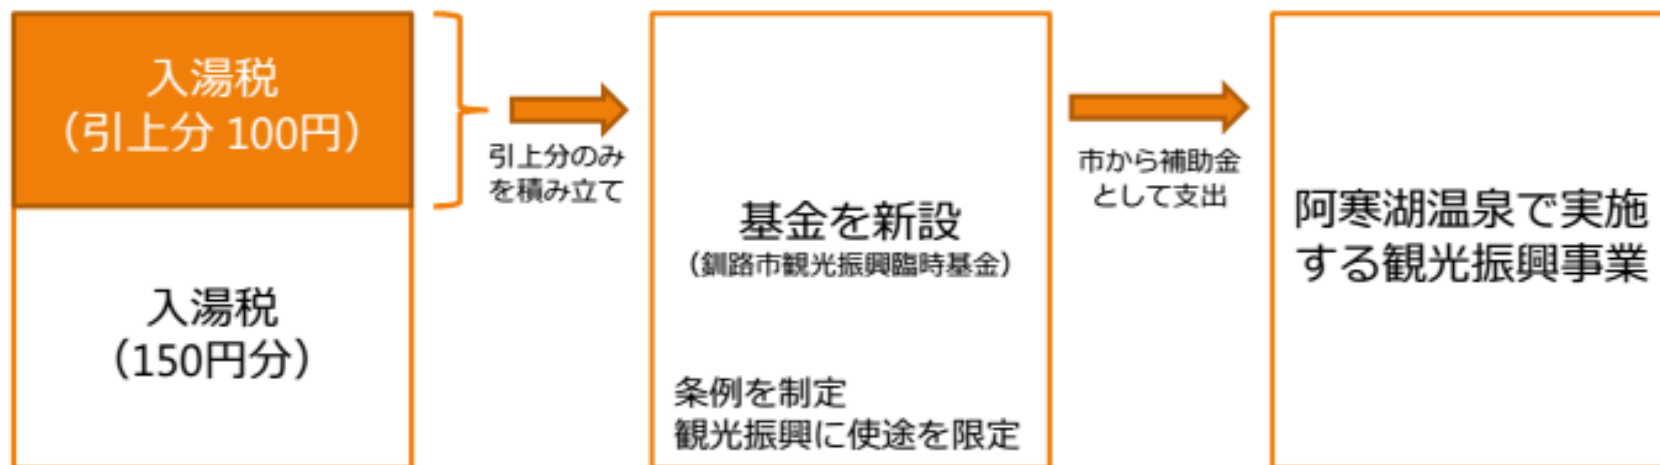 入湯税
（引上分 100円）
入湯税
（150円分）
引上分のみ
を積み立て
基金を新設
（釧路市観光振興臨時基金）
条例を制定
観光振興に使途を限定
市から補助金
として支出
阿寒湖温泉で実施
する観光振興事業